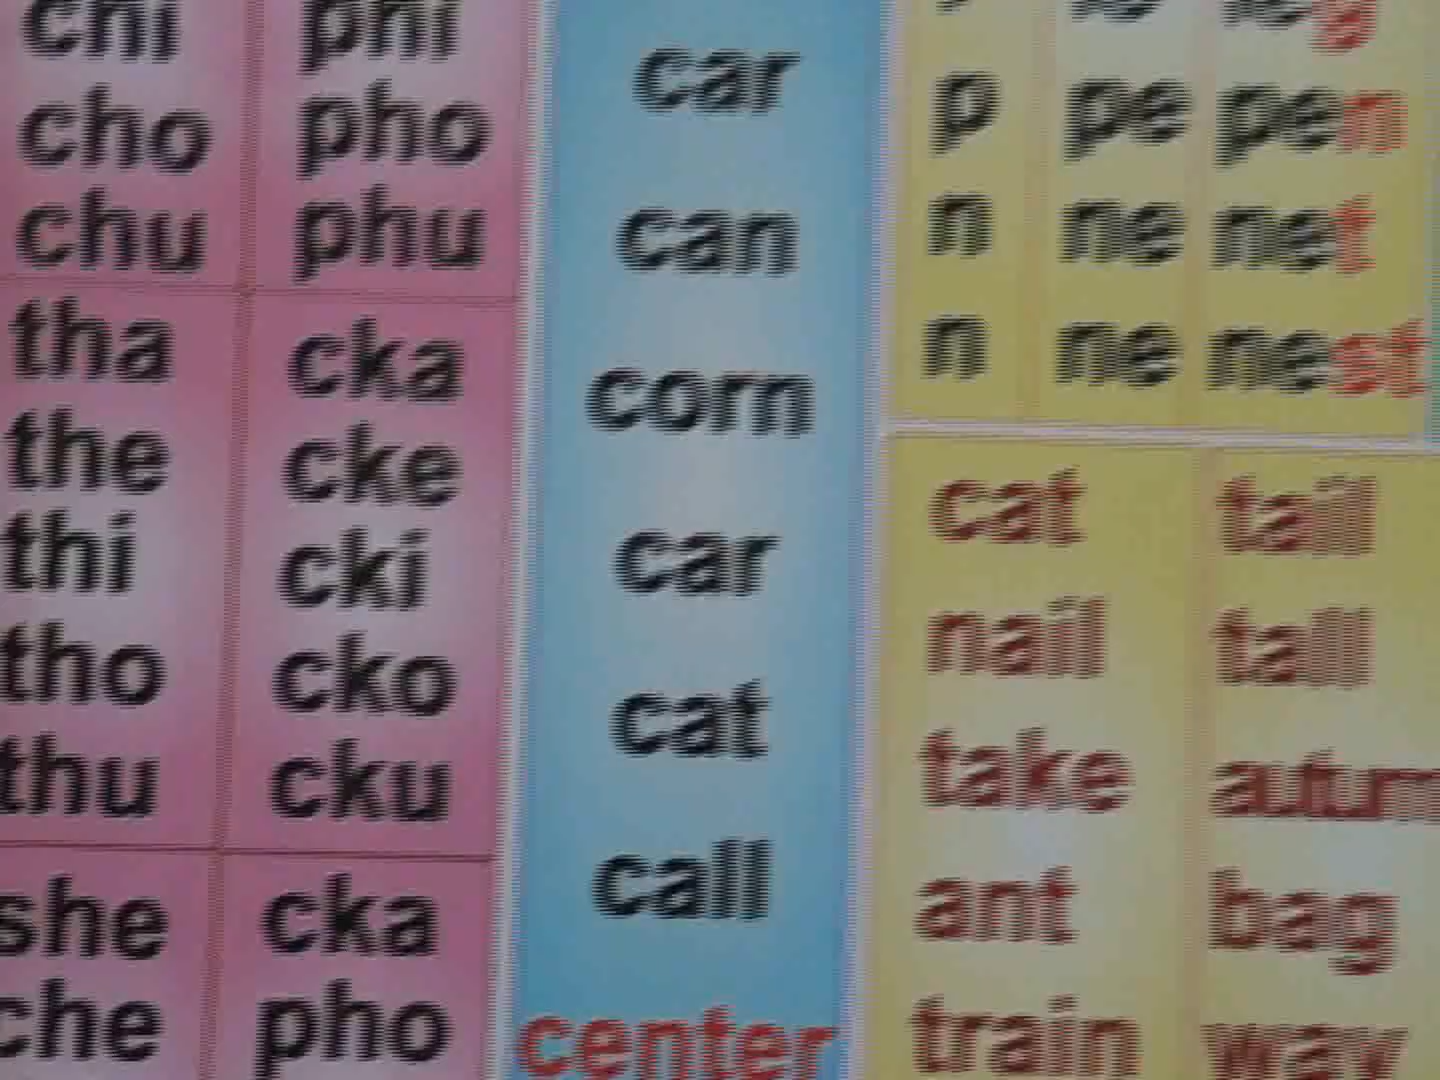 chi phi
cho pho
chu phu
tha cka
the cke
thi cki
tho cko
thu cku
she cka
che pho
car
can
corn
car
cat
call
center
p pe pen
n ne net
n ne nest
cat tail
nail tall
take
ant bag
train way